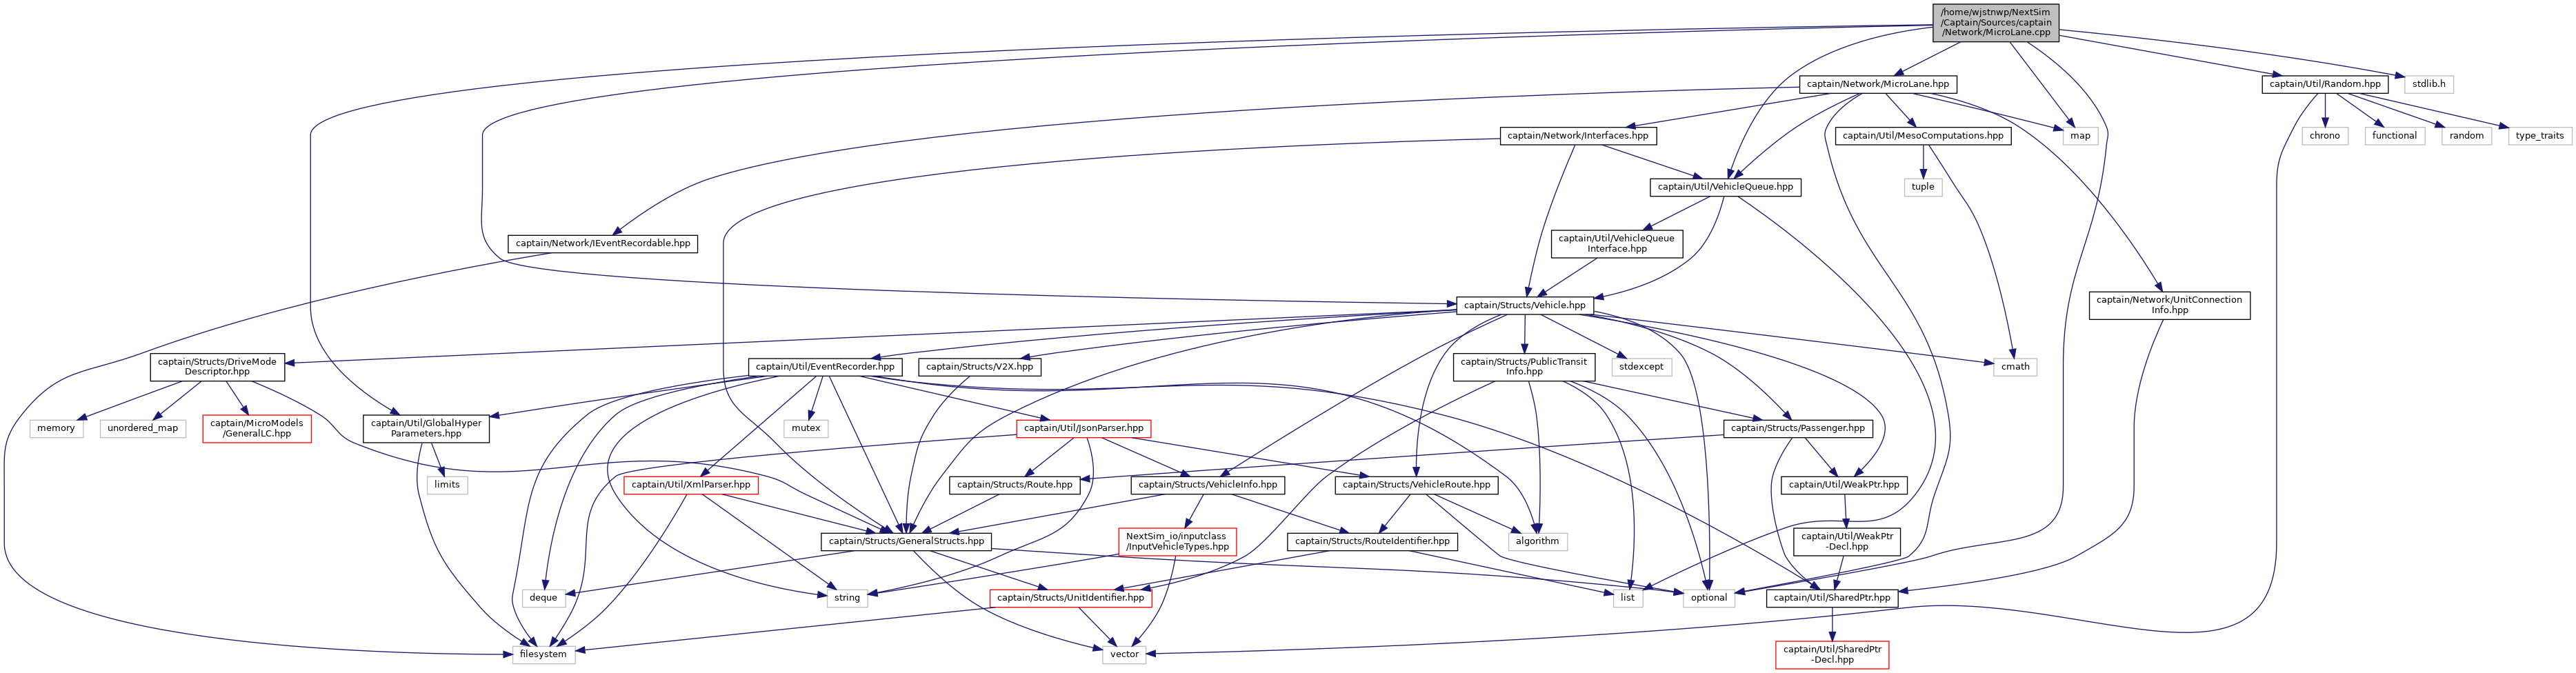 /home/wjstnwp/NextSim
/Captain/Sources/captain
/Network/MicroLane.cpp
captain/Network/MicroLane.hpp
captain/Util/Random.hpp
stdlib.h
captain/Network/Interfaces.hpp
captain/Util/MesoComputations.hpp
map
chrono
functional
random
type_traits
captain/Util/VehicleQueue.hpp
tuple
captain/Network/IEventRecordable.hpp
captain/Util/VehicleQueue
Interface.hpp
captain/Structs/Vehicle.hpp
captain/Network/UnitConnection
Info.hpp
captain/Structs/DriveMode
Descriptor.hpp
captain/Util/EventRecorder.hpp
captain/Structs/V2X.hpp
captain/Structs/PublicTransit
Info.hpp
stdexcept
cmath
memory
unordered_map
captain/MicroModels
/GeneralLC.hpp
captain/Util/GlobalHyper
Parameters.hpp
mutex
captain/Util/JsonParser.hpp
captain/Structs/Passenger.hpp
limits
captain/Util/XmlParser.hpp
captain/Structs/Route.hpp
captain/Structs/VehicleInfo.hpp
captain/Structs/VehicleRoute.hpp
captain/Util/WeakPtr.hpp
captain/Structs/GeneralStructs.hpp
NextSim_io/inputclass
/InputVehicleTypes.hpp
captain/Structs/RouteIdentifier.hpp
algorithm
captain/Util/WeakPtr
-Decl.hpp
deque
string
captain/Structs/UnitIdentifier.hpp
list
optional
captain/Util/SharedPtr.hpp
filesystem
vector
captain/Util/SharedPtr
-Decl.hpp